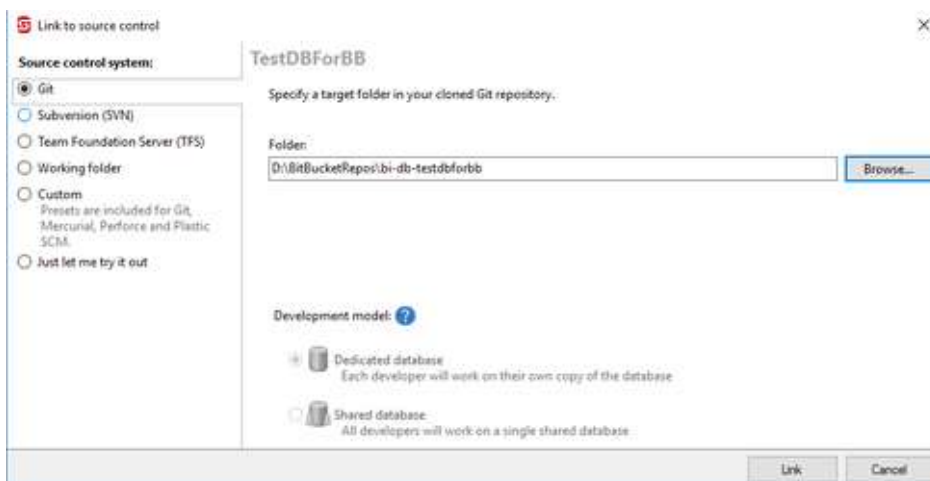 Link to source control
Source control system:
Git
Subversion (SVN)
Team Foundation Server (TFS)
Working folder
Custom
Presets are included for Git,
Mercurial, Perforce and Plastic
SCM.
Just let me try it out
TestDBForBB
Specify a target folder in your cloned Git repository.
Folder:
D:\BitBucketRepos\bi-db-testdbforbb
Browse...
Development model:
Dedicated database
Each developer will work on their own copy of the database
Shared database
All developers will work on a single shared database
Link
Cancel